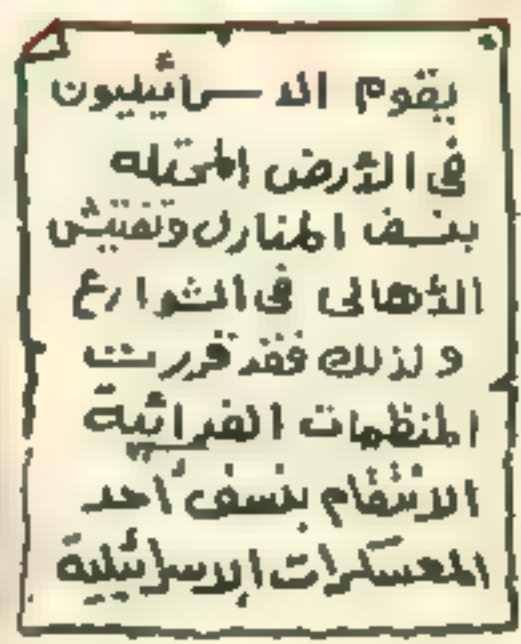 يقوم الاسرائيليون
فى الأرض المحتله
بنسف المنازل وتفتيش
الأهالى فى الشوارع
ولذلك فقد قررت
المنظمات الفدائية
الانتقام بنسف أحد
المعسكرات الإسرائيلية